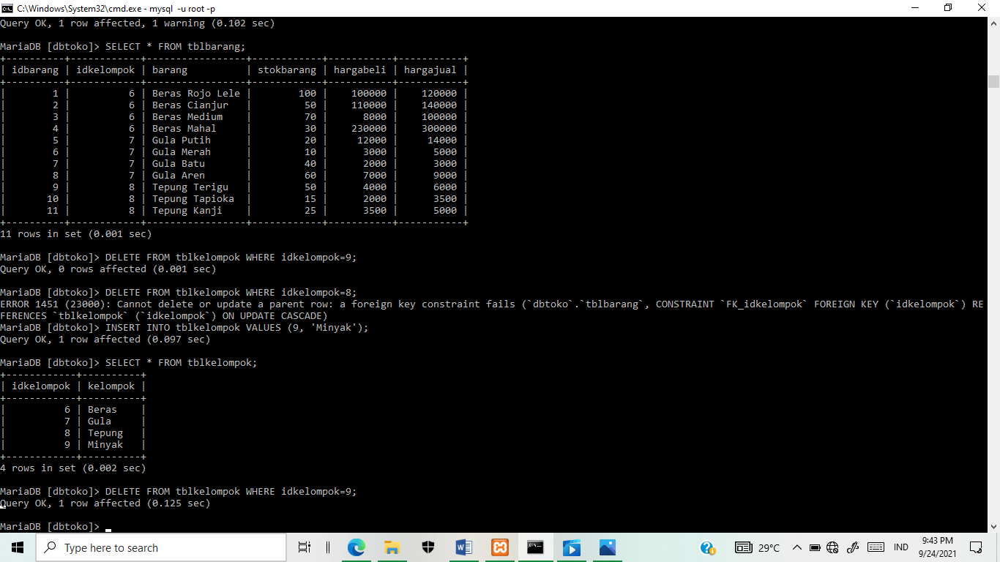 C:\Windows\System32\cmd.exe - mysql  -u root -p
Query OK, 1 row affected, 1 warning (0.102 sec)
MariaDB [dbtoko]> SELECT * FROM tblbarang;
+----------+------------+-----------------+------------+-----------+-----------+
| idbarang | idkelompok | barang          | stokbarang | hargabeli | hargajual |
+----------+------------+-----------------+------------+-----------+-----------+
|        1 |          6 | Beras Rojo Lele |        100 |    100000 |    120000 |
|        2 |          6 | Beras Cianjur   |         50 |    110000 |    140000 |
|        3 |          6 | Beras Medium    |         70 |      8000 |    100000 |
|        4 |          6 | Beras Mahal     |         30 |    230000 |    300000 |
|        5 |          7 | Gula Putih      |         20 |     12000 |     14000 |
|        6 |          7 | Gula Merah      |         10 |      3000 |      5000 |
|        7 |          7 | Gula Batu       |         40 |      2000 |      3000 |
|        8 |          7 | Gula Aren       |         60 |      7000 |      9000 |
|        9 |          8 | Tepung Terigu   |         50 |      4000 |      6000 |
|       10 |          8 | Tepung Tapioka  |         15 |      2000 |      3500 |
|       11 |          8 | Tepung Kanji    |         25 |      3500 |      5000 |
+----------+------------+-----------------+------------+-----------+-----------+
11 rows in set (0.001 sec)
MariaDB [dbtoko]> DELETE FROM tblkelompok WHERE idkelompok=9;
Query OK, 0 rows affected (0.001 sec)
MariaDB [dbtoko]> DELETE FROM tblkelompok WHERE idkelompok=8;
ERROR 1451 (23000): Cannot delete or update a parent row: a foreign key constraint fails (`dbtoko`.`tblbarang`, CONSTRAINT `FK_idkelompok` FOREIGN KEY (`idkelompok`) RE
FERENCES `tblkelompok` (`idkelompok`) ON UPDATE CASCADE)
MariaDB [dbtoko]> INSERT INTO tblkelompok VALUES (9, 'Minyak');
Query OK, 1 row affected (0.097 sec)
MariaDB [dbtoko]> SELECT * FROM tblkelompok;
+------------+----------+
| idkelompok | kelompok |
+------------+----------+
|          6 | Beras    |
|          7 | Gula     |
|          8 | Tepung   |
|          9 | Minyak   |
+------------+----------+
4 rows in set (0.002 sec)
MariaDB [dbtoko]> DELETE FROM tblkelompok WHERE idkelompok=9;
Query OK, 1 row affected (0.125 sec)
MariaDB [dbtoko]>
Type here to search
29°C
IND
9:43 PM
9/24/2021